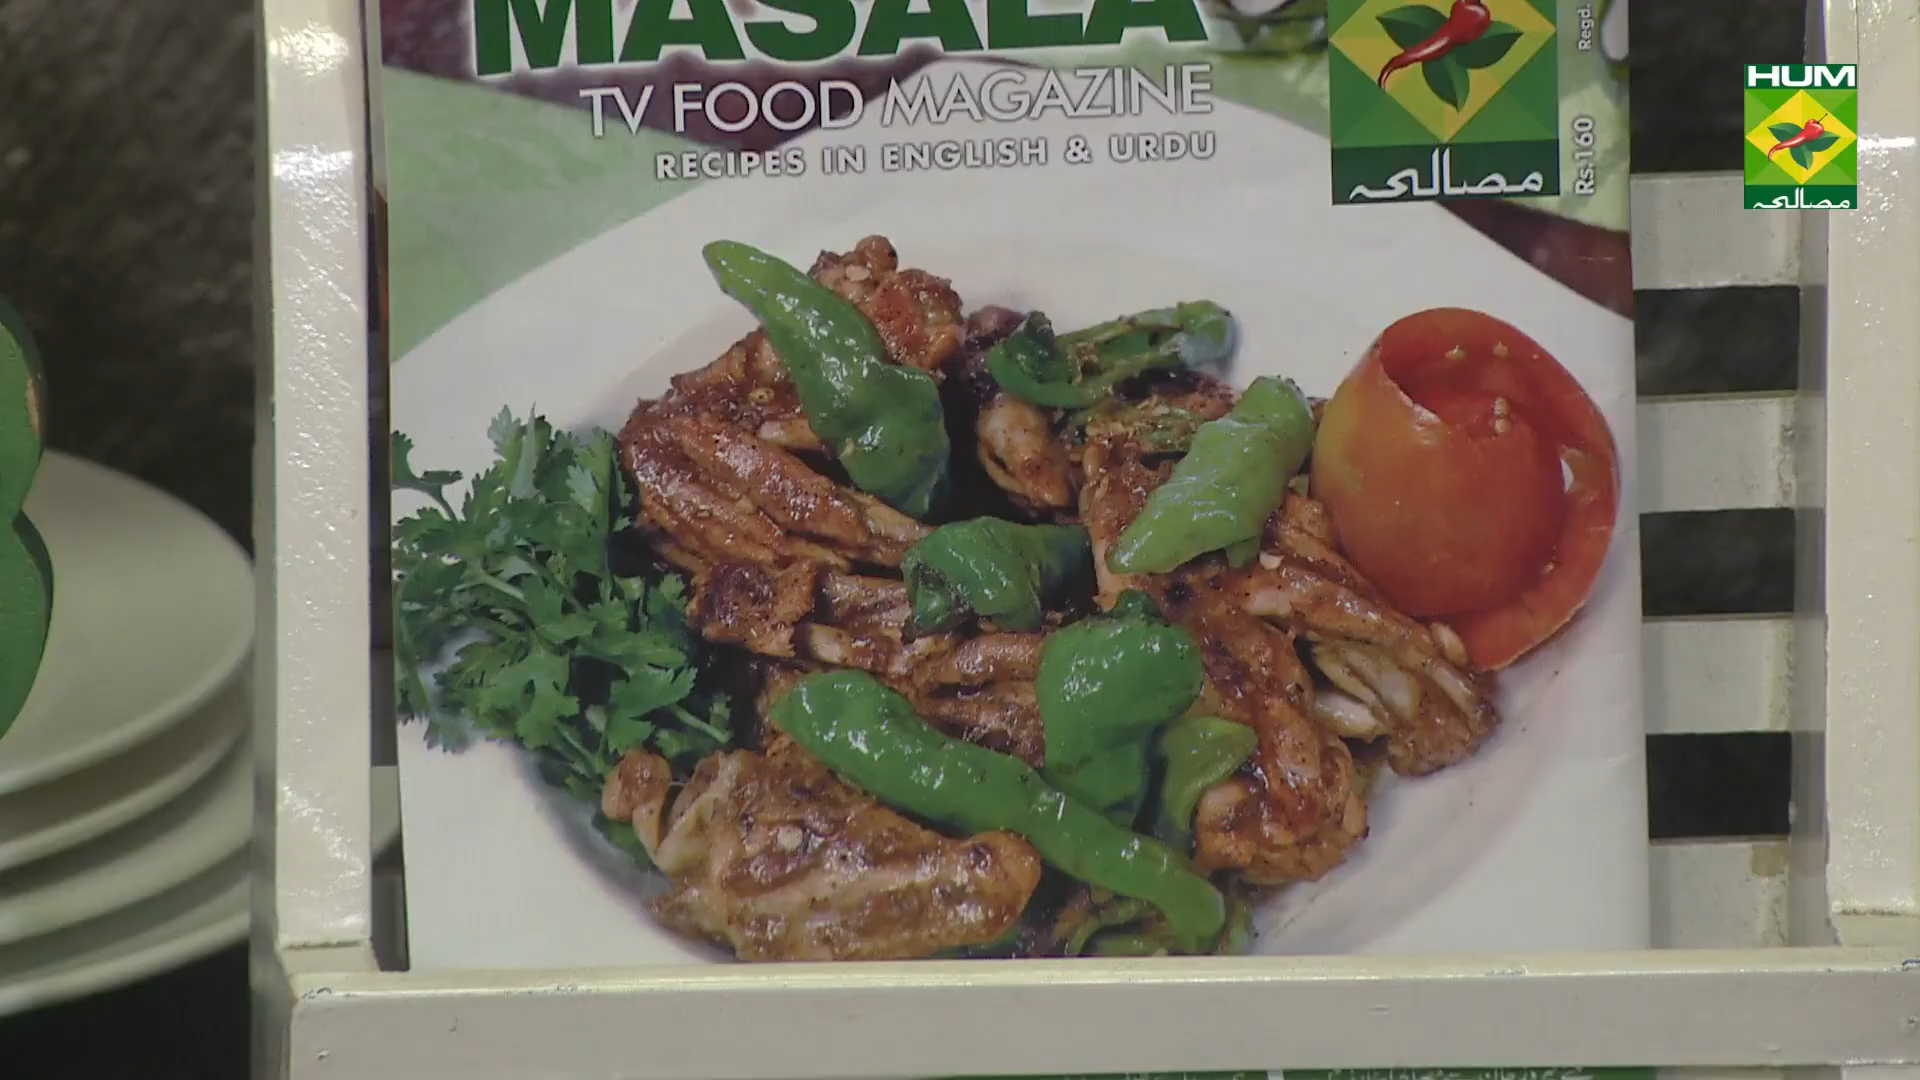 MASALA
TV FOOD MAGAZINE
RECIPES IN ENGLISH & URDU
مصالحہ
Regd.
Rs.160
HUM
مصالحہ